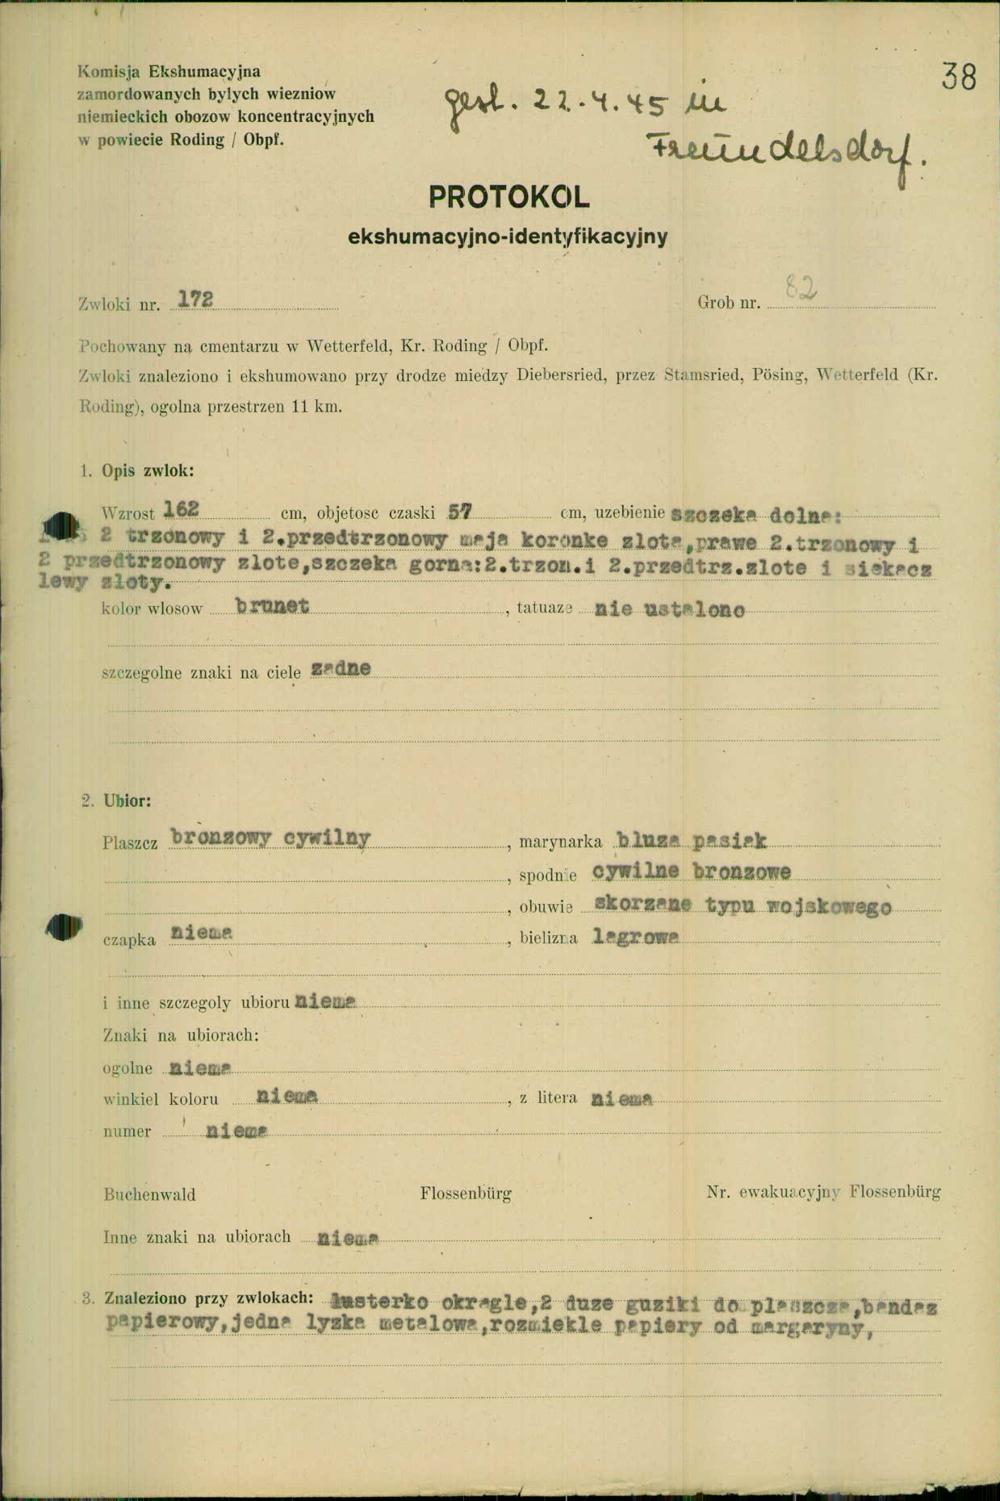 38
Komisja Ekshumacyjna
zamordowanych bylych wiezniow
niemieckich obozow koncentracyjnych
w powiecie Roding / Obpf.
gest. 22.4.45 in
Freundelsdorf.
PROTOKOL
ekshumacyjno-identyfikacyjny
Zwloki nr. 172 Grob nr. 82
Pochowany na cmentarzu w Wetterfeld, Kr. Roding / Obpf.
Zwloki znaleziono i ekshumowano przy drodze miedzy Diebersried, przez Stamsried, Pösing, Wetterfeld (Kr.
Roding), ogolna przestrzen 11 km.
1. Opis zwlok:
Wzrost 162 cm, objetosc czaski 57 cm, uzebienie szczeka dolna:
2 trzonowy i 2.przedtrzonowy maja koronke zlota,prawe 2.trzonowy i
2 przedtrzonowy zlote,szczeka gorna:2.trzon.i 2.przedtrz.zlote i siekacz
lewy zloty.
kolor wlosow brunet , tatuaze nie ustalono
szczegolne znaki na ciele zadne
2. Ubior:
Plaszcz bronzowy cywilny , marynarka bluza pasiak
, spodnie cywilne bronzowe
, obuwie skorzane typu wojskowego
czapka niema , bielizna lagrowa
i inne szczegoly ubioru niema
Znaki na ubiorach:
ogolne niema
winkiel koloru niema , z litera niema
numer niema
Buchenwald Flossenbürg Nr. ewakuacyjny Flossenbürg
Inne znaki na ubiorach niema
3. Znaleziono przy zwlokach: lusterko okragle,2 duze guziki do plaszcza,bandaz
papierowy,jedna lyzka metalowa,rozmiekle papiery od margaryny,